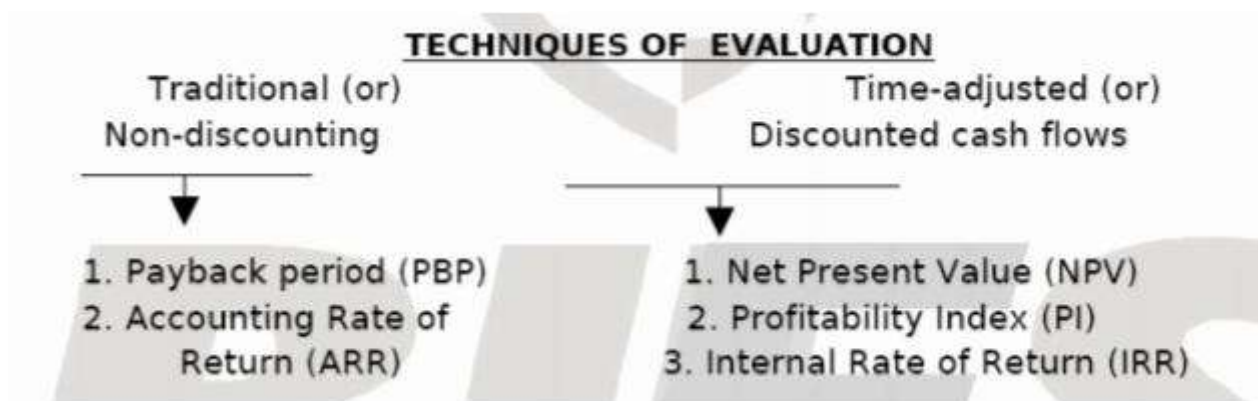 TECHNIQUES OF EVALUATION
Traditional (or)
Non-discounting
Time-adjusted (or)
Discounted cash flows
1. Payback period (PBP)
2. Accounting Rate of
Return (ARR)
1. Net Present Value (NPV)
2. Profitability Index (PI)
3. Internal Rate of Return (IRR)